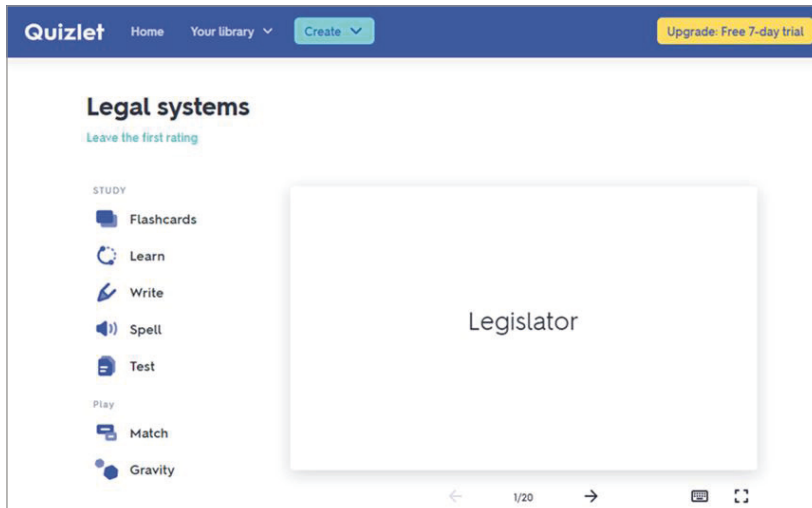 Quizlet Home Your library Create Upgrade: Free 7-day trial
Legal systems
Leave the first rating
STUDY
Flashcards
Learn
Write
Spell
Test
Play
Match
Gravity
Legislator
1/20